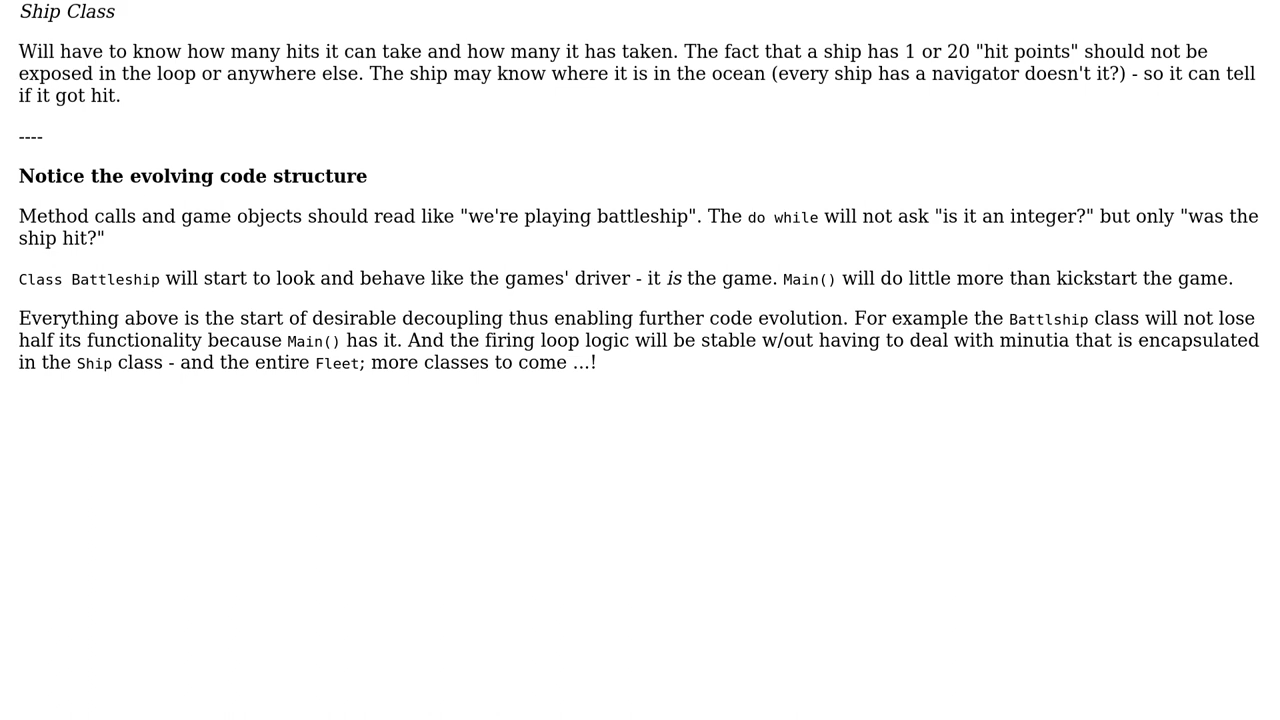 Ship Class
Will have to know how many hits it can take and how many it has taken. The fact that a ship has 1 or 20 "hit points" should not be
exposed in the loop or anywhere else. The ship may know where it is in the ocean (every ship has a navigator doesn't it?) - so it can tell
if it got hit.
----
Notice the evolving code structure
Method calls and game objects should read like "we're playing battleship". The do while will not ask "is it an integer?" but only "was the
ship hit?"
Class Battleship will start to look and behave like the games' driver - it is the game. Main() will do little more than kickstart the game.
Everything above is the start of desirable decoupling thus enabling further code evolution. For example the Battlship class will not lose
half its functionality because Main() has it. And the firing loop logic will be stable w/out having to deal with minutia that is encapsulated
in the Ship class - and the entire Fleet; more classes to come ...!